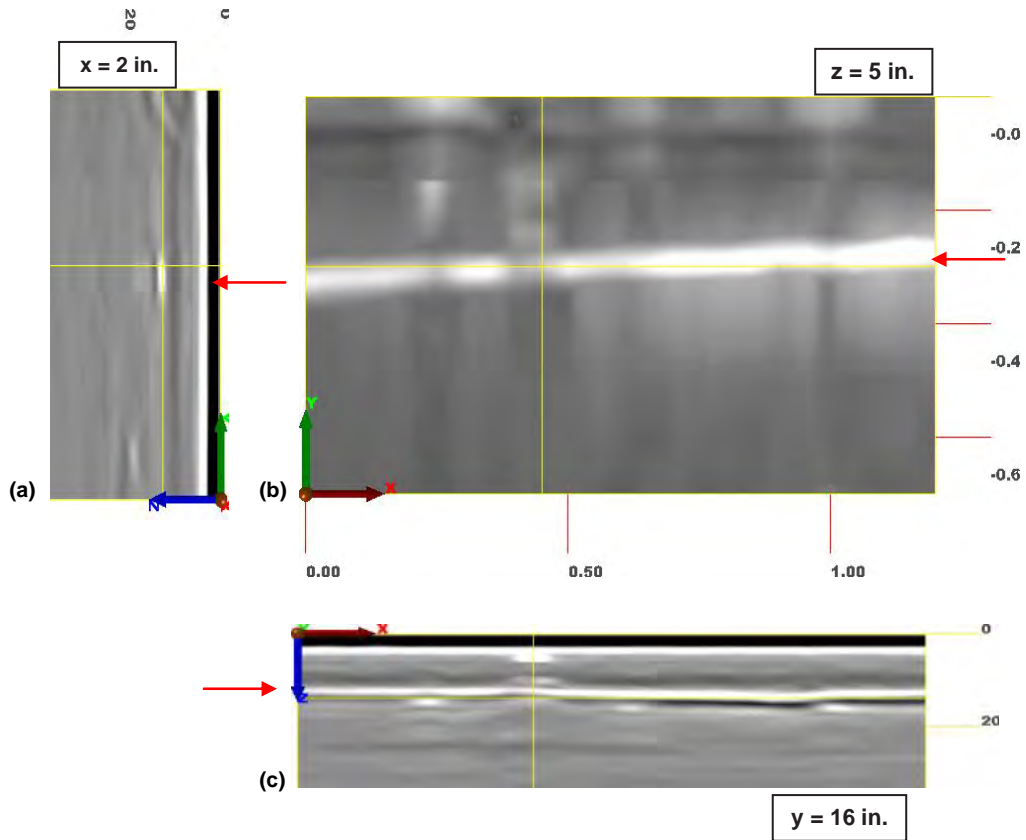 20
0
x = 2 in.
z = 5 in.
-0.0
-0.2
-0.4
-0.6
Y
X
Z
X
(a)
(b)
0.00
0.50
1.00
X
Z
0
20
(c)
y = 16 in.